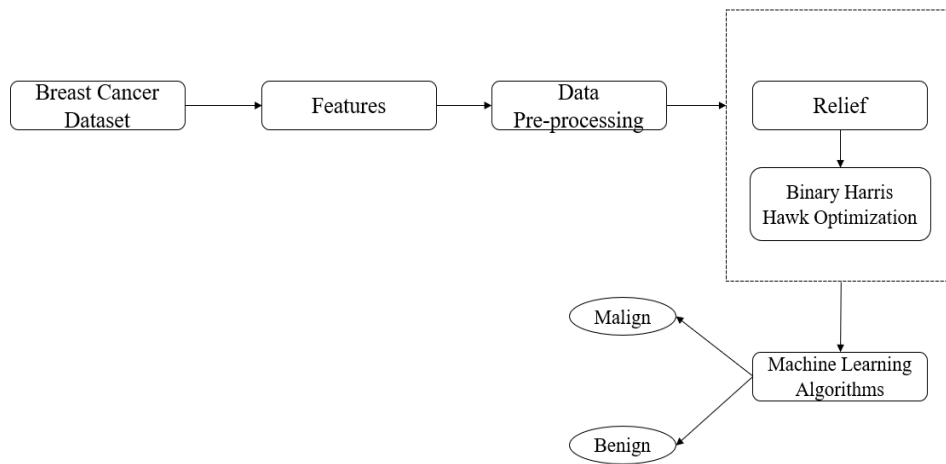 Breast Cancer
Dataset
Features
Data
Pre-processing
Relief
Binary Harris
Hawk Optimization
Malign
Machine Learning
Algorithms
Benign